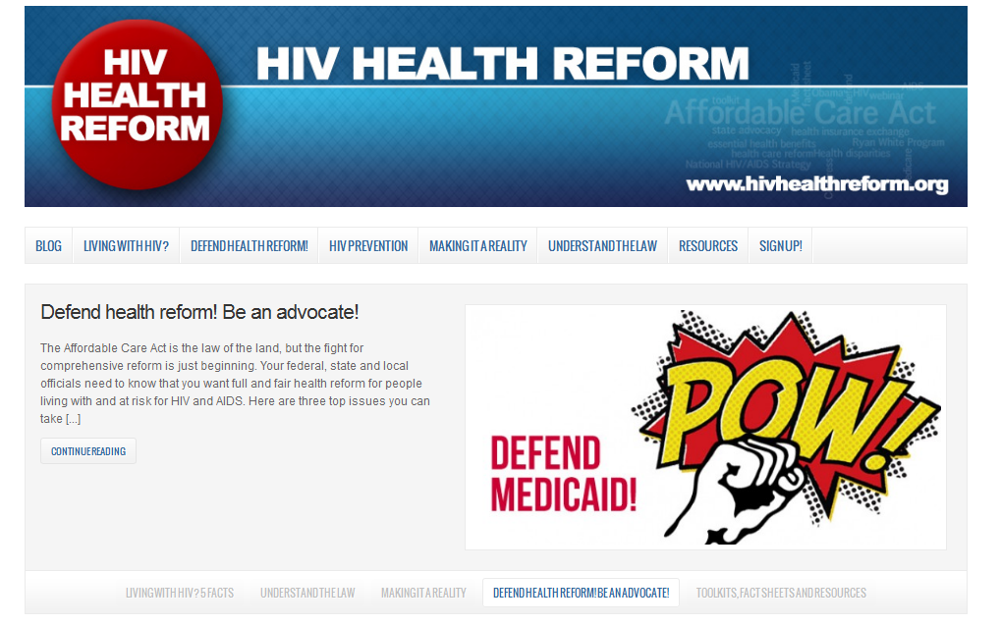 HIV
HEALTH
REFORM
HIV HEALTH REFORM
Medicaid
factsheet
toolkit
webinar
Affordable Care Act
state advocacy health insurance exchange
essential health benefits Ryan White Program
health care reform Health disparities
National HIV/AIDS Strategy
www.hivhealthreform.org
BLOG LIVING WITH HIV? DEFEND HEALTH REFORM! HIV PREVENTION MAKING IT A REALITY UNDERSTAND THE LAW RESOURCES SIGN UP!
Defend health reform! Be an advocate!
The Affordable Care Act is the law of the land, but the fight for
comprehensive reform is just beginning. Your federal, state and local
officials need to know that you want full and fair health reform for people
living with and at risk for HIV and AIDS. Here are three top issues you can
take [...]
CONTINUE READING
POW!
DEFEND
MEDICAID!
LIVING WITH HIV? 5 FACTS UNDERSTAND THE LAW MAKING IT A REALITY DEFEND HEALTH REFORM! BE AN ADVOCATE! TOOLKITS, FACT SHEETS AND RESOURCES